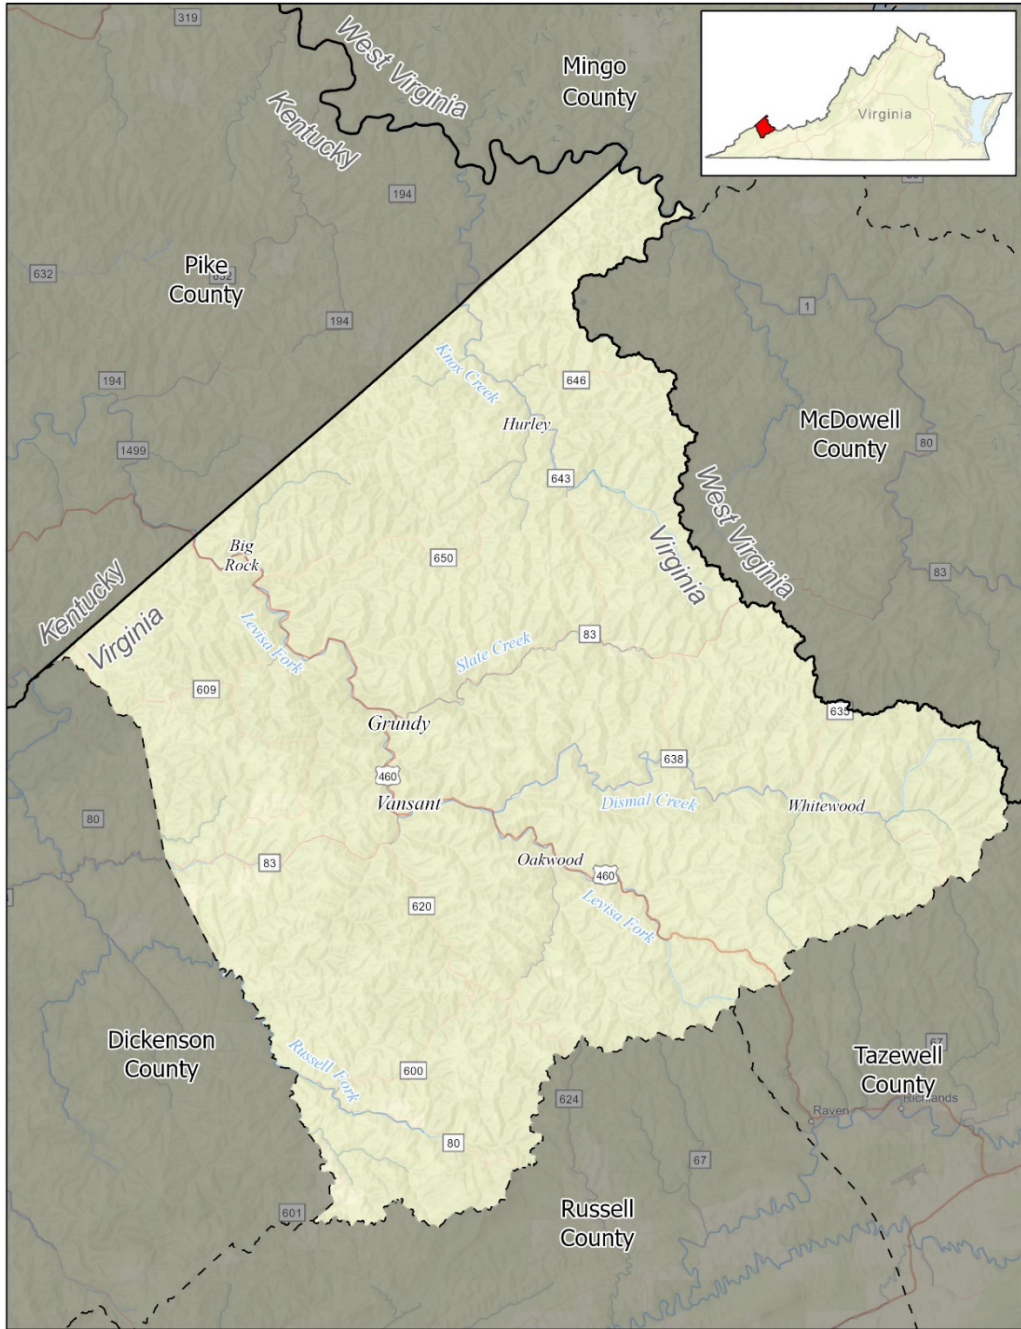 319
West Virginia
Kentucky
Mingo
County
Virginia
194
Pike
County
632
632
194
1
194
Knox Creek
646
Hurley
McDowell
County
80
1499
643
West Virginia
Virginia
Big
Rock
650
83
Kentucky
Virginia
Levisa Fork
Slate Creek
83
609
Grundy
635
460
638
Vansant
Dismal Creek
Whitewood
80
83
Oakwood
460
620
Levisa Fork
Dickenson
County
Russell Fork
600
67
Tazewell
County
624
Richlands
Raven
80
67
601
Russell
County